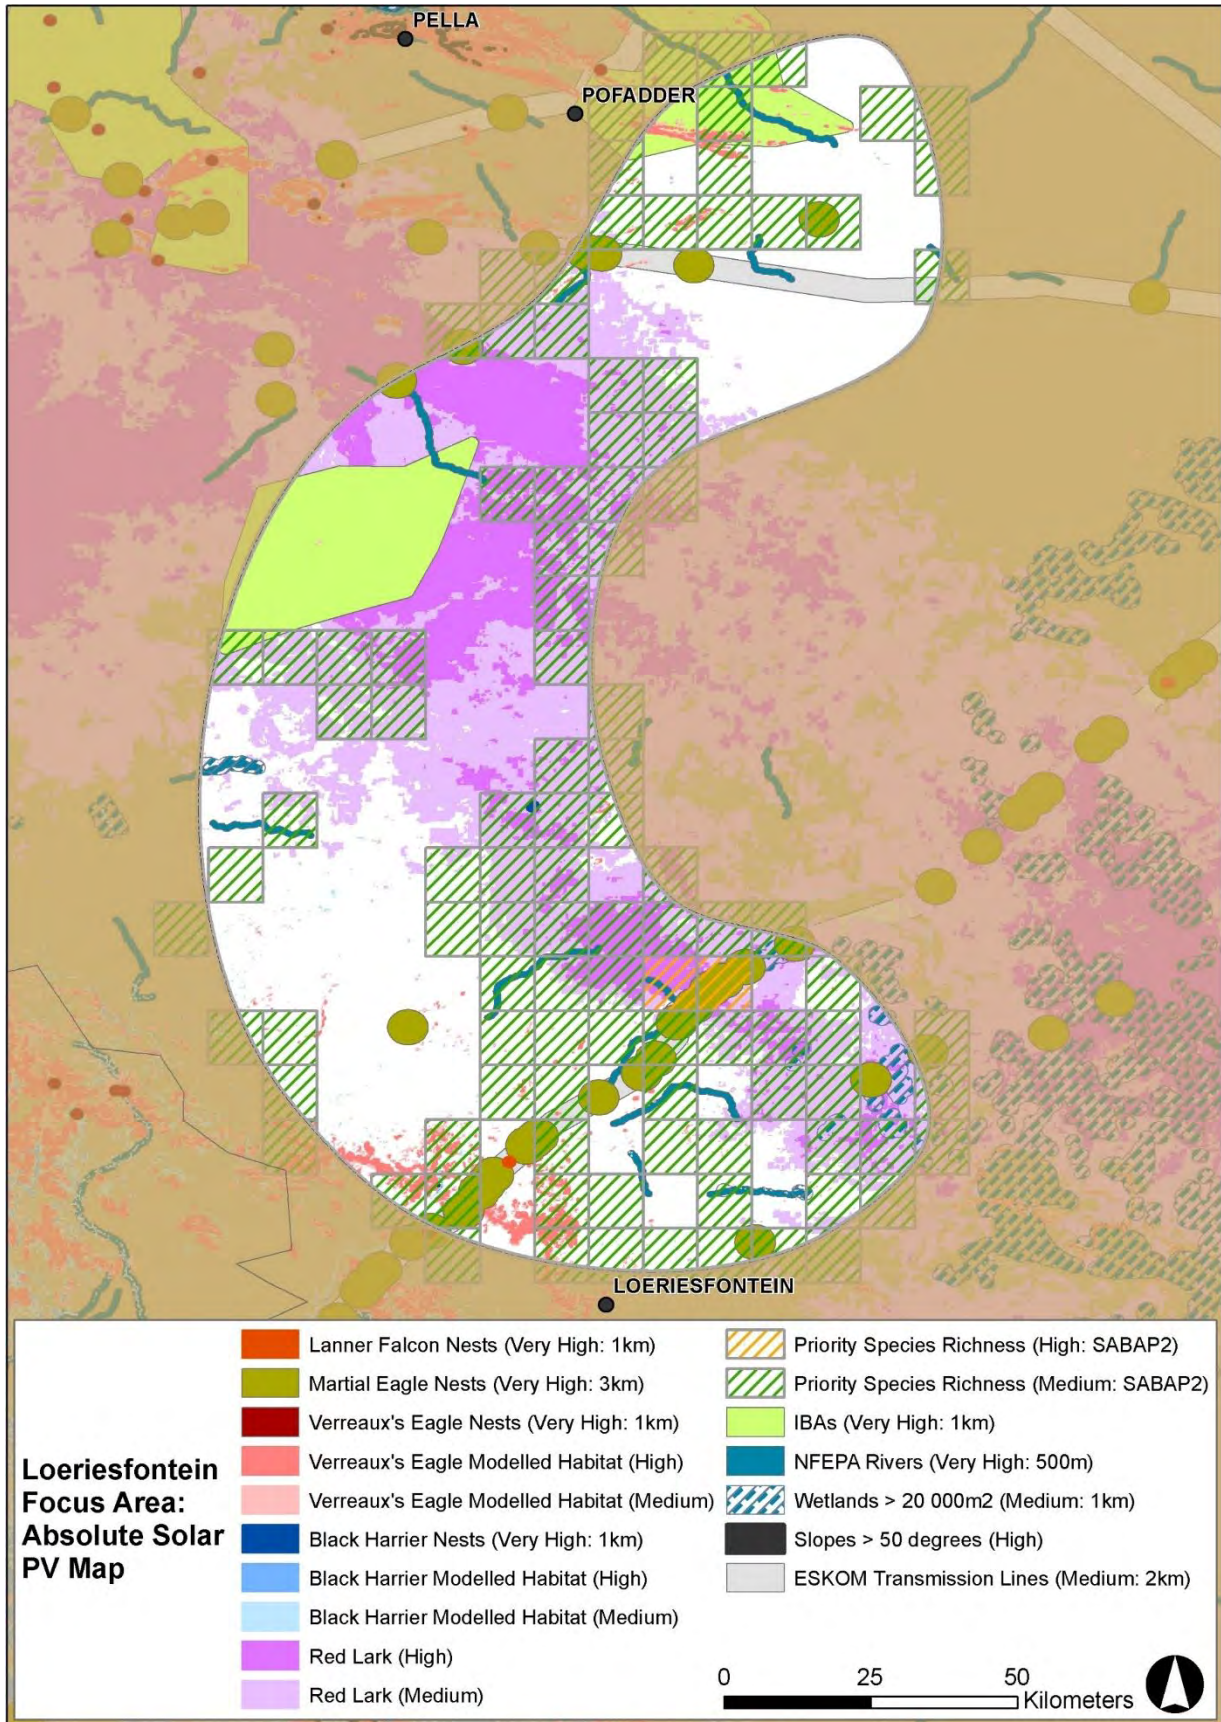 PELLA
POFADDER
LOERIESFONTEIN
Loeriesfontein
Focus Area:
Absolute Solar
PV Map
Lanner Falcon Nests (Very High: 1km)
Martial Eagle Nests (Very High: 3km)
Verreaux's Eagle Nests (Very High: 1km)
Verreaux's Eagle Modelled Habitat (High)
Verreaux's Eagle Modelled Habitat (Medium)
Black Harrier Nests (Very High: 1km)
Black Harrier Modelled Habitat (High)
Black Harrier Modelled Habitat (Medium)
Red Lark (High)
Red Lark (Medium)
Priority Species Richness (High: SABAP2)
Priority Species Richness (Medium: SABAP2)
IBAs (Very High: 1km)
NFEPA Rivers (Very High: 500m)
Wetlands > 20 000m2 (Medium: 1km)
Slopes > 50 degrees (High)
ESKOM Transmission Lines (Medium: 2km)
0 25 50
Kilometers